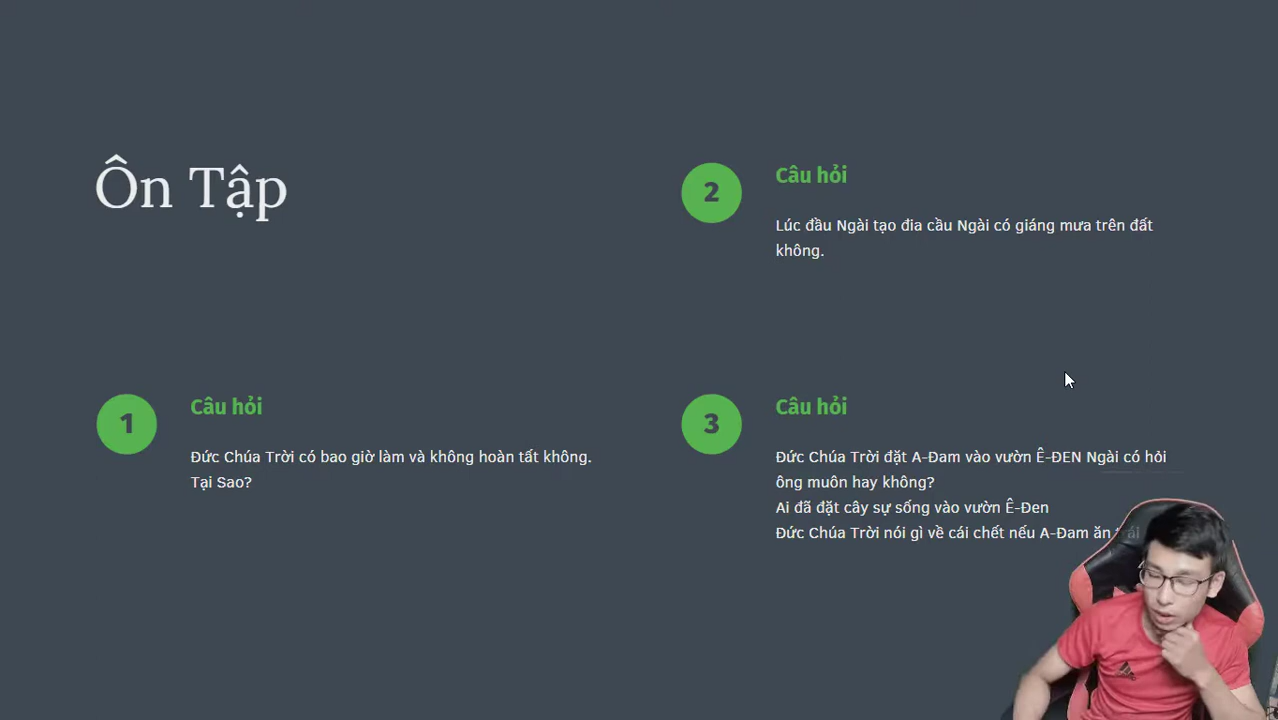 Ôn Tập
1
Câu hỏi
Đức Chúa Trời có bao giờ làm và không hoàn tất không.
Tại Sao?
2
Câu hỏi
Lúc đầu Ngài tạo đia cầu Ngài có giáng mưa trên đất
không.
3
Câu hỏi
Đức Chúa Trời đặt A-Đam vào vườn Ê-ĐEN Ngài có hỏi
ông muôn hay không?
Ai đã đặt cây sự sống vào vườn Ê-Đen
Đức Chúa Trời nói gì về cái chết nếu A-Đam ăn trái